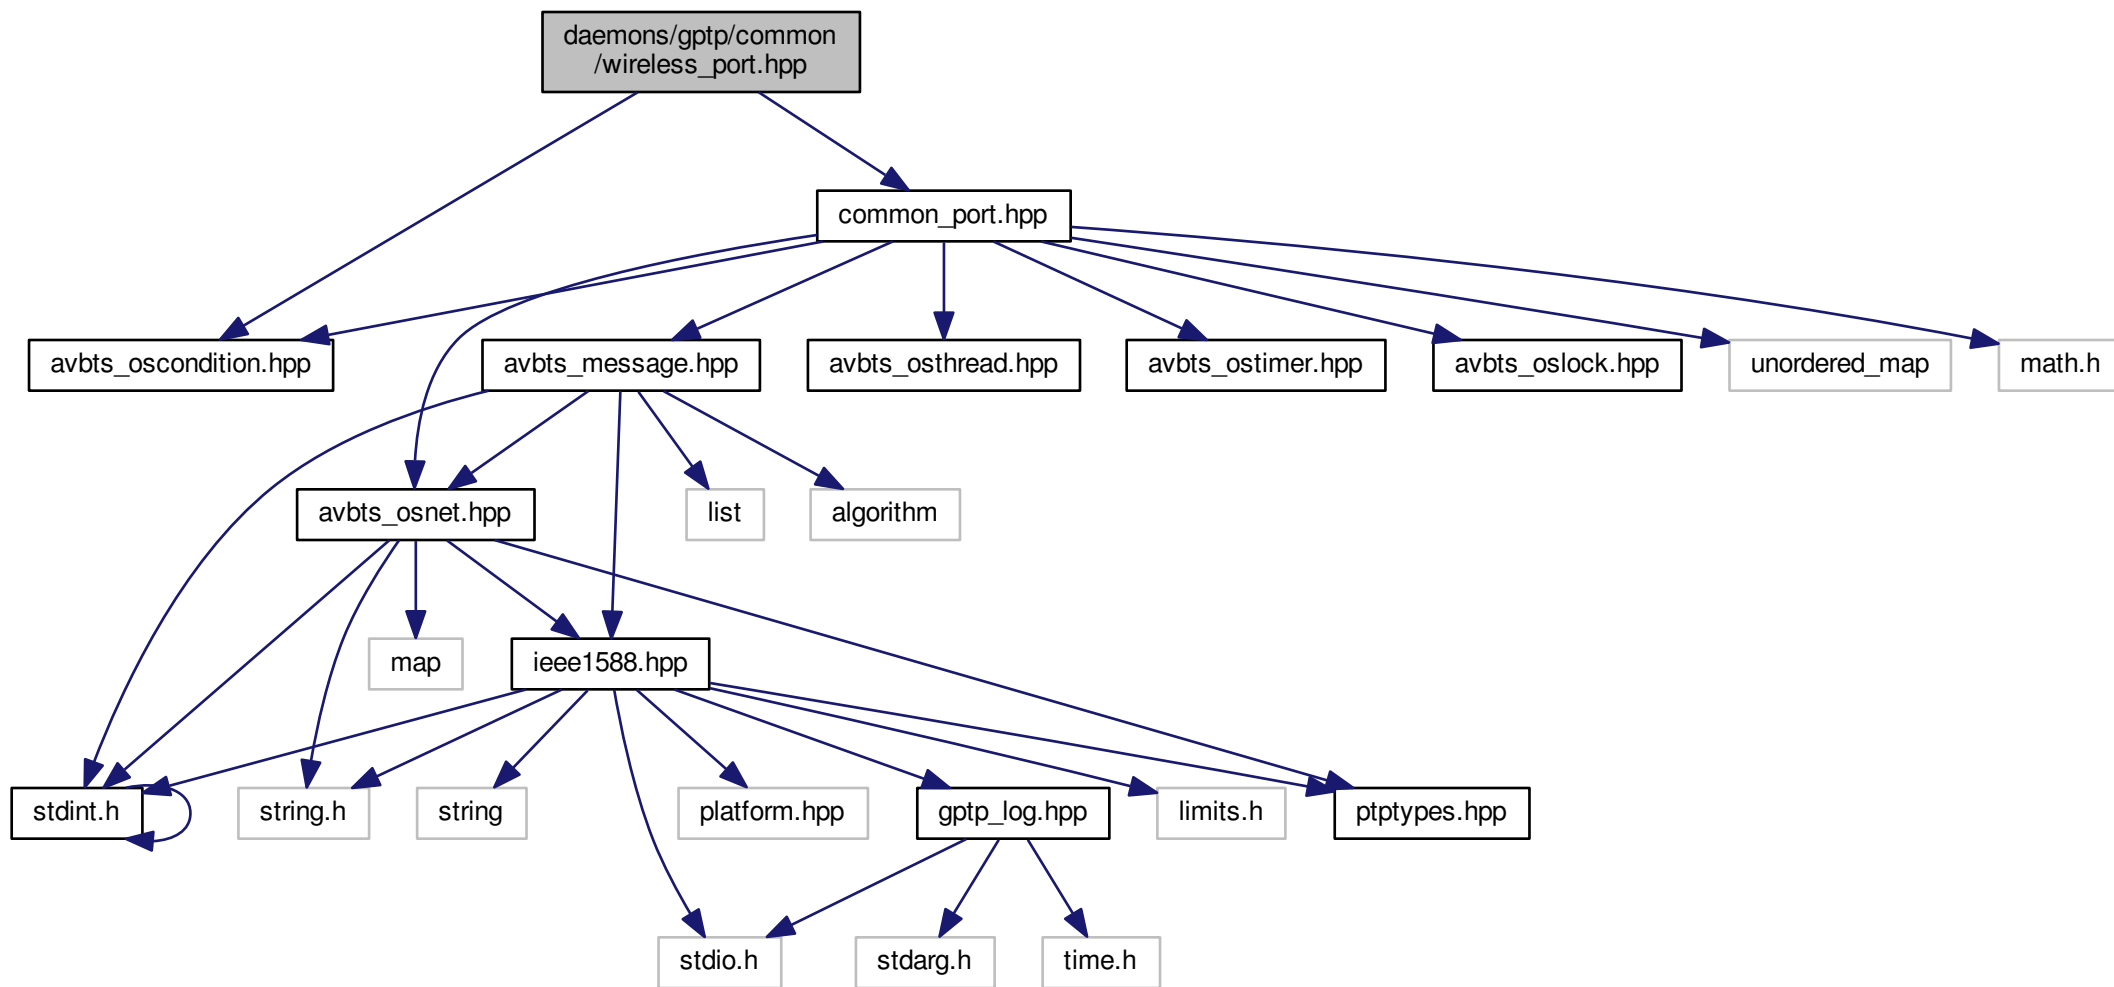 daemons/gptp/common
/wireless_port.hpp
common_port.hpp
avbts_oscondition.hpp
avbts_message.hpp
avbts_osthread.hpp
avbts_ostimer.hpp
avbts_oslock.hpp
unordered_map
math.h
avbts_osnet.hpp
list
algorithm
map
ieee1588.hpp
stdint.h
string.h
string
platform.hpp
gptp_log.hpp
limits.h
ptptypes.hpp
stdio.h
stdarg.h
time.h